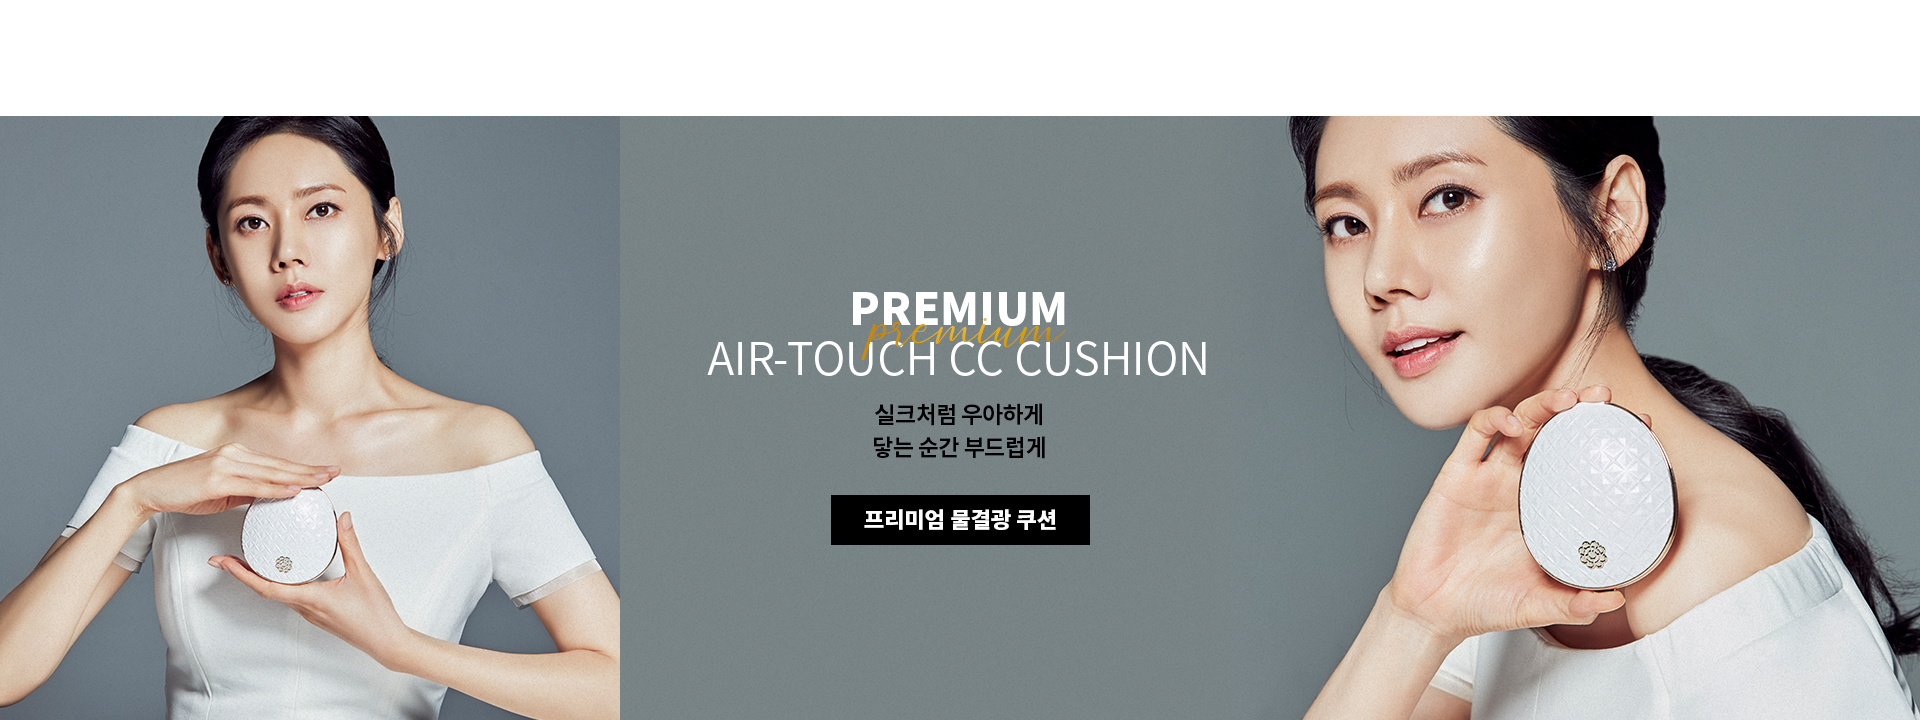 PREMIUM
premium
AIR-TOUCH CC CUSHION
실크처럼 우아하게
닿는 순간 부드럽게
프리미엄 물결광 쿠션